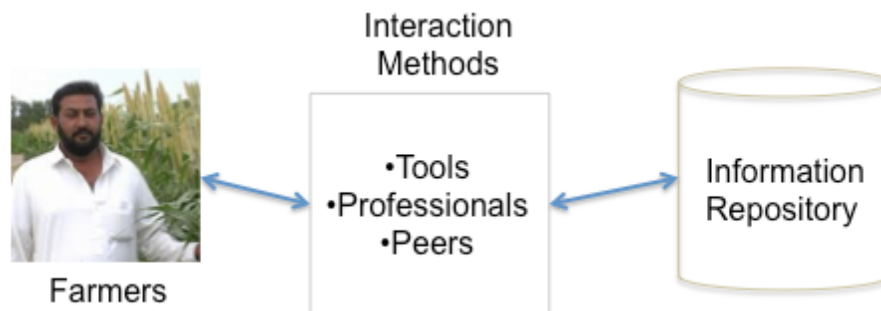 Interaction
Methods
•Tools
•Professionals
•Peers
Information
Repository
Farmers